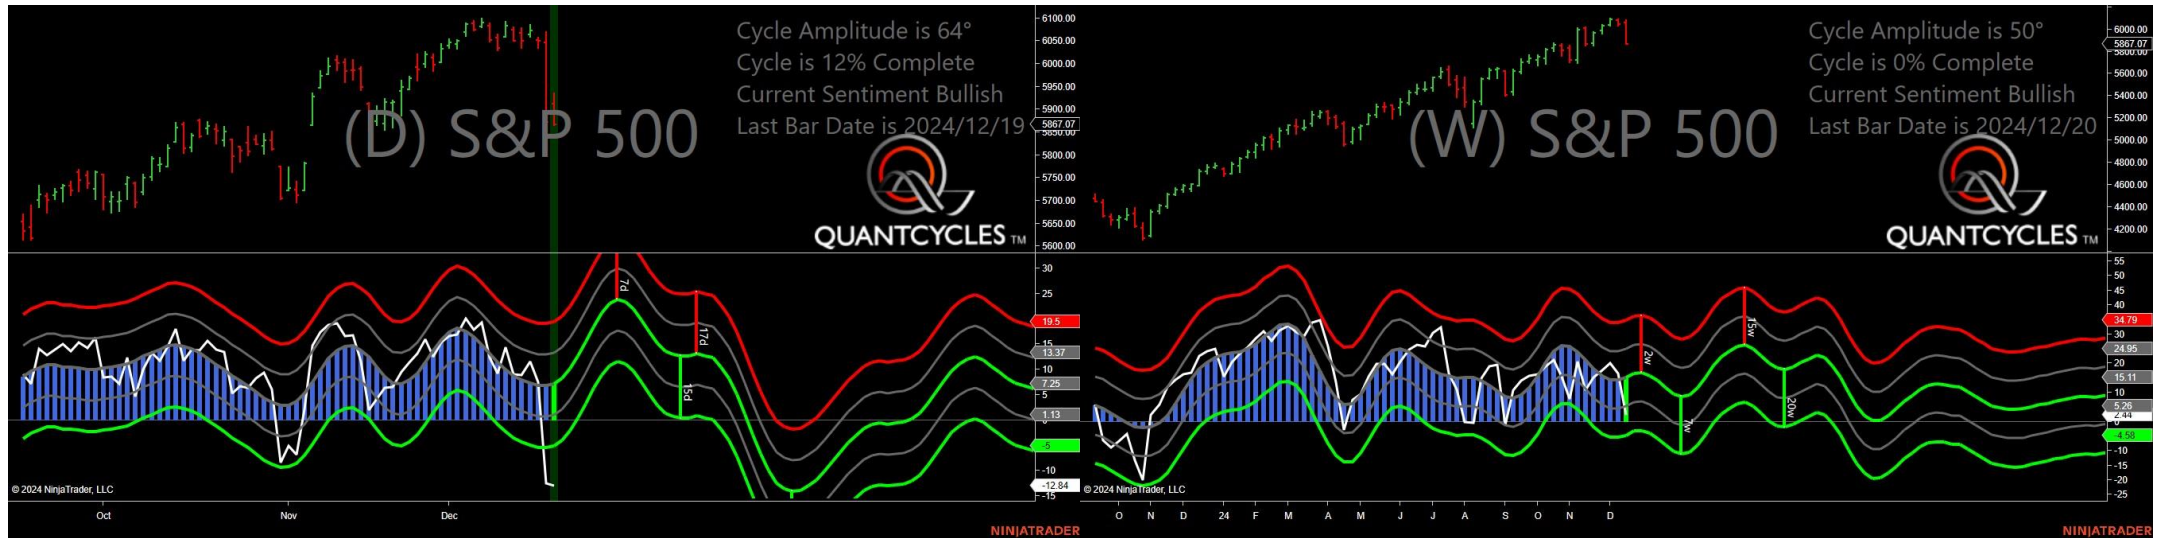 Cycle Amplitude is 64°
Cycle is 12% Complete
Current Sentiment Bullish
Last Bar Date is 2024/12/19
(D) S&P 500
QUANTCYCLES TM
6100.00
6050.00
6000.00
5950.00
5900.00
5867.07
5850.00
5800.00
5750.00
5700.00
5650.00
5600.00
7d
17d
15d
30
25
19.5
15
13.37
10
7.25
5
1.13
0
-5
-10
-12.84
-15
© 2024 NinjaTrader, LLC
Oct Nov Dec
NINJATRADER
Cycle Amplitude is 50°
Cycle is 0% Complete
Current Sentiment Bullish
Last Bar Date is 2024/12/20
(W) S&P 500
QUANTCYCLES TM
6000.00
5867.07
5800.00
5600.00
5400.00
5200.00
5000.00
4800.00
4600.00
4400.00
4200.00
2w
7w
15w
20w
55
50
45
40
34.79
30
24.95
20
15.11
10
5.26
2.44
0
-4.58
-10
-15
-20
-25
© 2024 NinjaTrader, LLC
O N D 24 F M A M J J A S O N D
NINJATRADER